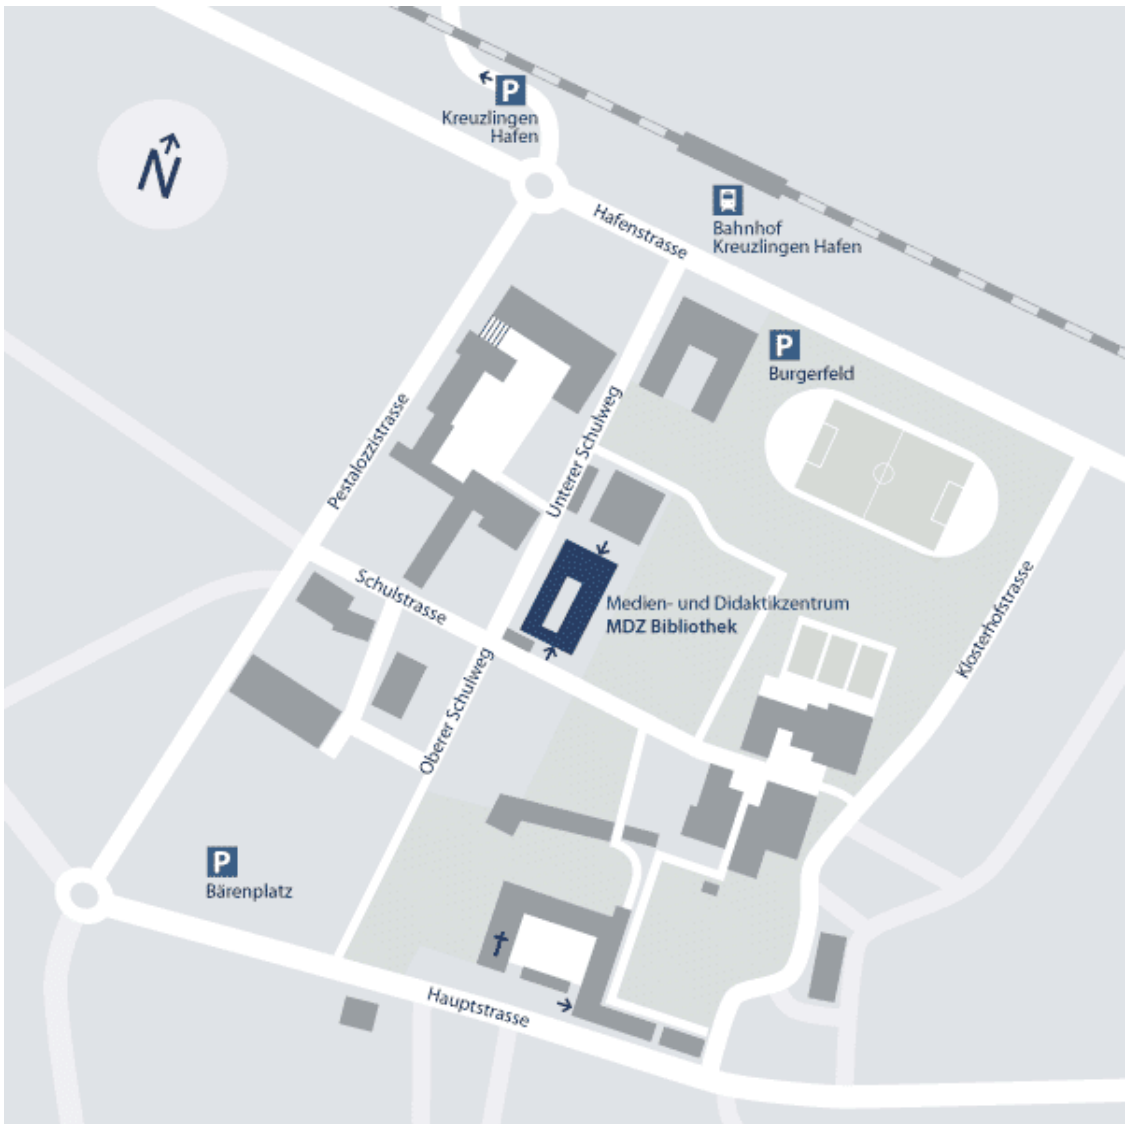 P
Kreuzlingen
Hafen
N
Hafenstrasse
Bahnhof
Kreuzlingen Hafen
P
Burgerfeld
Pestalozzistrasse
Unterer Schulweg
Schulstrasse
Medien- und Didaktikzentrum
MDZ Bibliothek
Klosterhofstrasse
Oberer Schulweg
P
Bärenplatz
Hauptstrasse